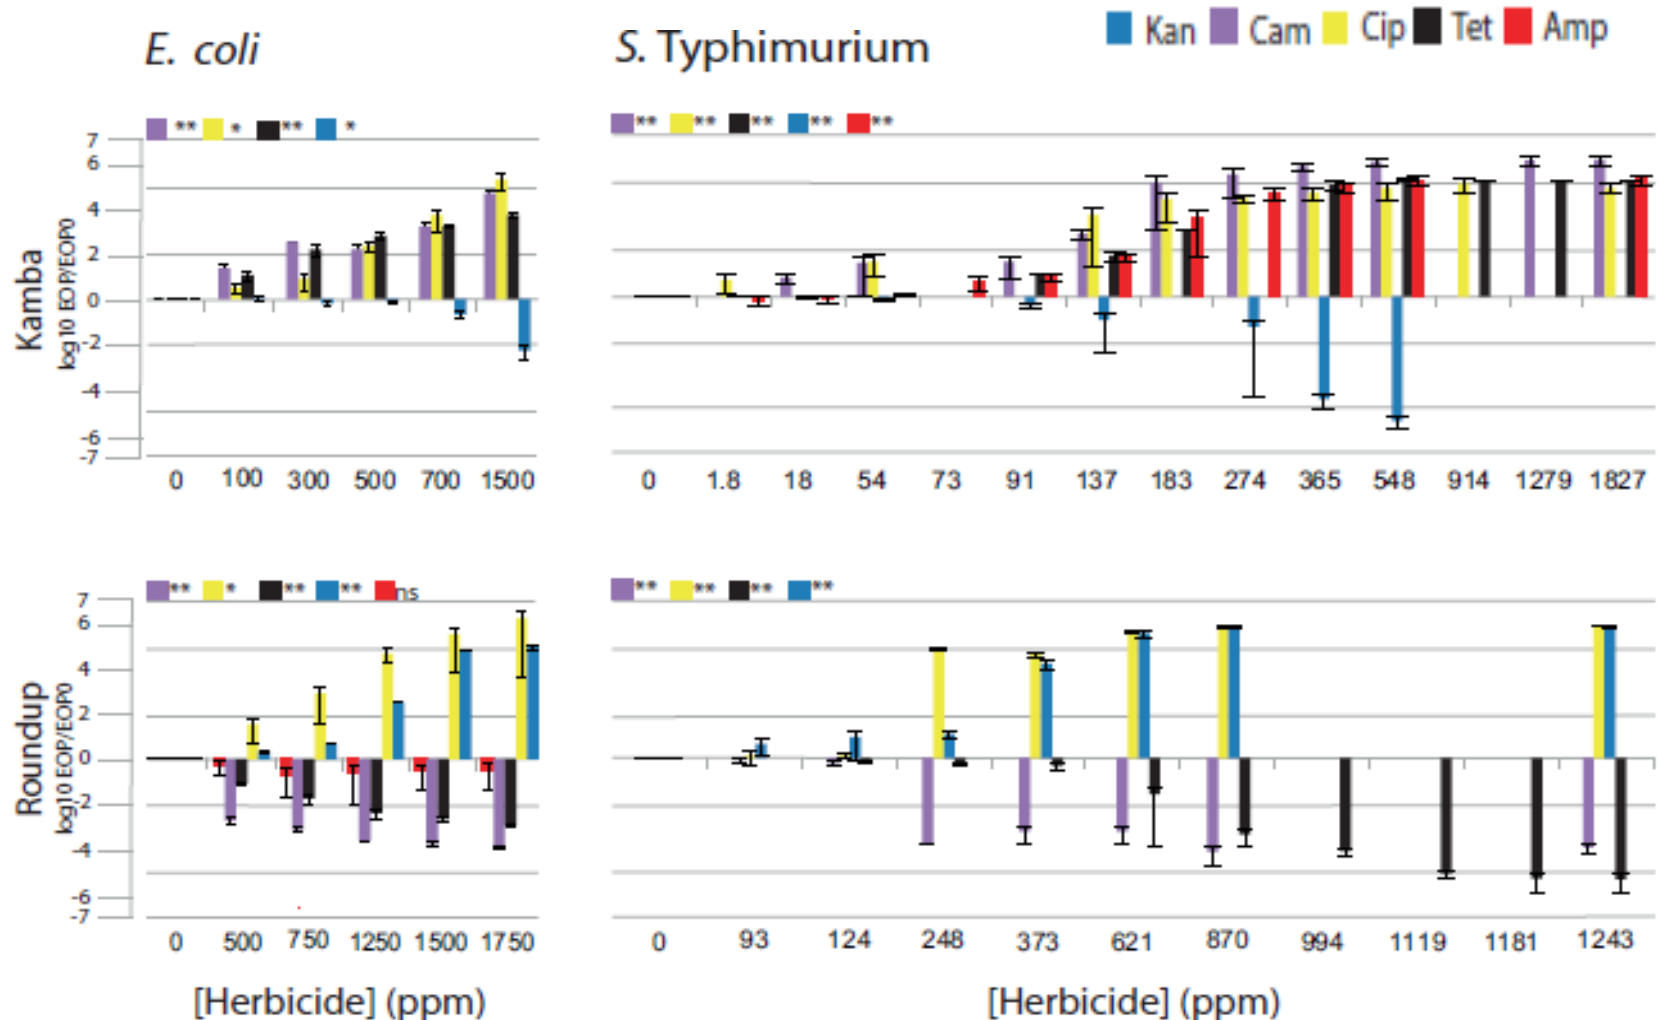 E. coli
S. Typhimurium
Kan Cam Cip Tet Amp
** * ** *
** ** ** ** **
7
6
4
2
0
-2
-4
-6
-7
Kamba
log10 EOP/EOP0
0 100 300 500 700 1500
0 1.8 18 54 73 91 137 183 274 365 548 914 1279 1827
** * ** ** ns
** ** ** **
7
6
4
2
0
-2
-4
-6
-7
Roundup
log10 EOP/EOP0
0 500 750 1250 1500 1750
0 93 124 248 373 621 870 994 1119 1181 1243
[Herbicide] (ppm)
[Herbicide] (ppm)